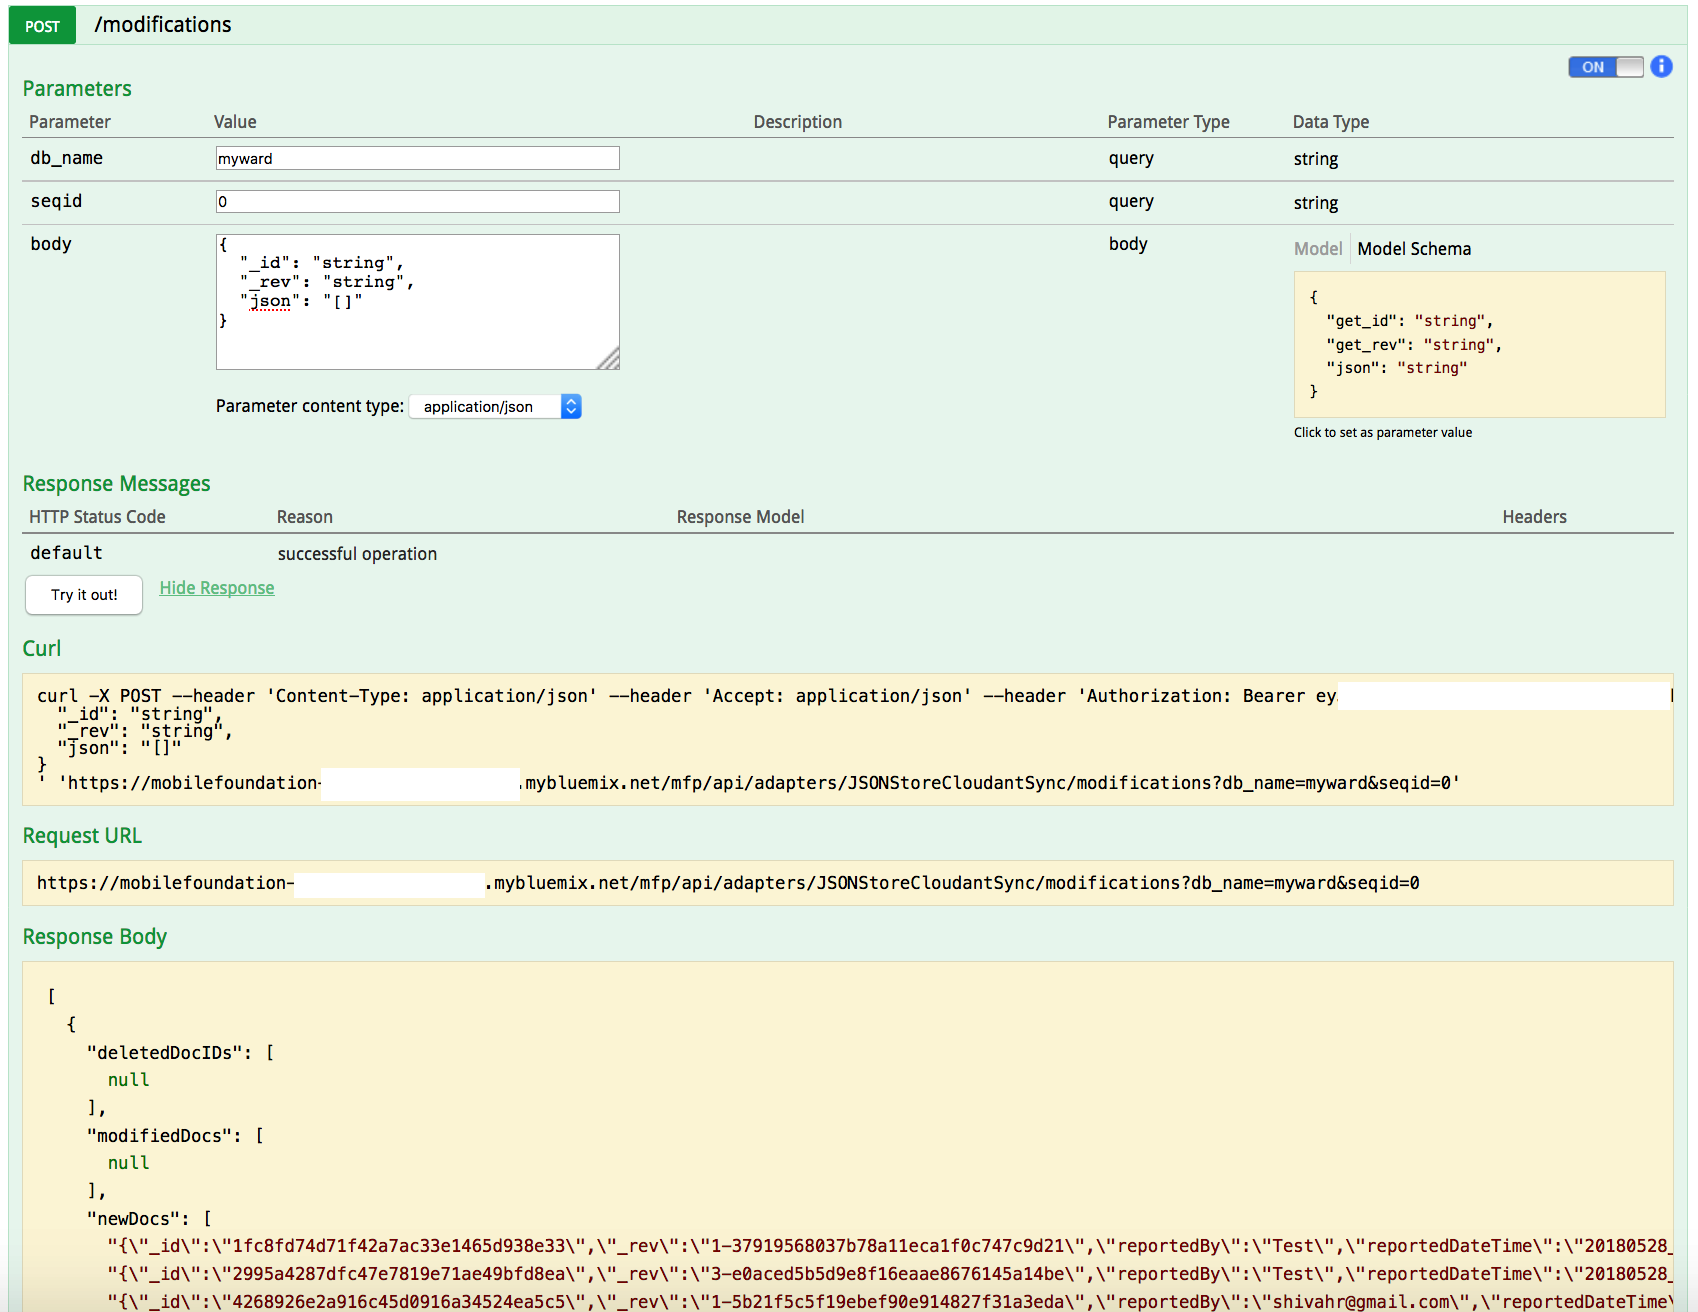 POST /modifications
ON
Parameters
Parameter Value Description Parameter Type Data Type
db_name myward query string
seqid 0 query string
body body
{
"_id": "string",
"_rev": "string",
"json": "[]"
}
Model Model Schema
{
"get_id": "string",
"get_rev": "string",
"json": "string"
}
Click to set as parameter value
Parameter content type: application/json
Response Messages
HTTP Status Code Reason Response Model Headers
default successful operation
Try it out! Hide Response
Curl
curl -X POST --header 'Content-Type: application/json' --header 'Accept: application/json' --header 'Authorization: Bearer ey
"_id": "string",
"_rev": "string",
"json": "[]"
}
' 'https://mobilefoundation- .mybluemix.net/mfp/api/adapters/JSONStoreCloudantSync/modifications?db_name=myward&seqid=0'
Request URL
https://mobilefoundation- .mybluemix.net/mfp/api/adapters/JSONStoreCloudantSync/modifications?db_name=myward&seqid=0
Response Body
[
{
"deletedDocIDs": [
null
],
"modifiedDocs": [
null
],
"newDocs": [
"{\"_id\":\"1fc8fd74d71f42a7ac33e1465d938e33\",\"_rev\":\"1-37919568037b78a11eca1f0c747c9d21\",\"reportedBy\":\"Test\",\"reportedDateTime\":\"20180528_
"{\"_id\":\"2995a4287dfc47e7819e71ae49bfd8ea\",\"_rev\":\"3-e0aced5b5d9e8f16eaae8676145a14be\",\"reportedBy\":\"Test\",\"reportedDateTime\":\"20180528_
"{\"_id\":\"4268926e2a916c45d0916a34524ea5c5\",\"_rev\":\"1-5b21f5c5f19ebef90e914827f31a3eda\",\"reportedBy\":\"shivahr@gmail.com\",\"reportedDateTime\